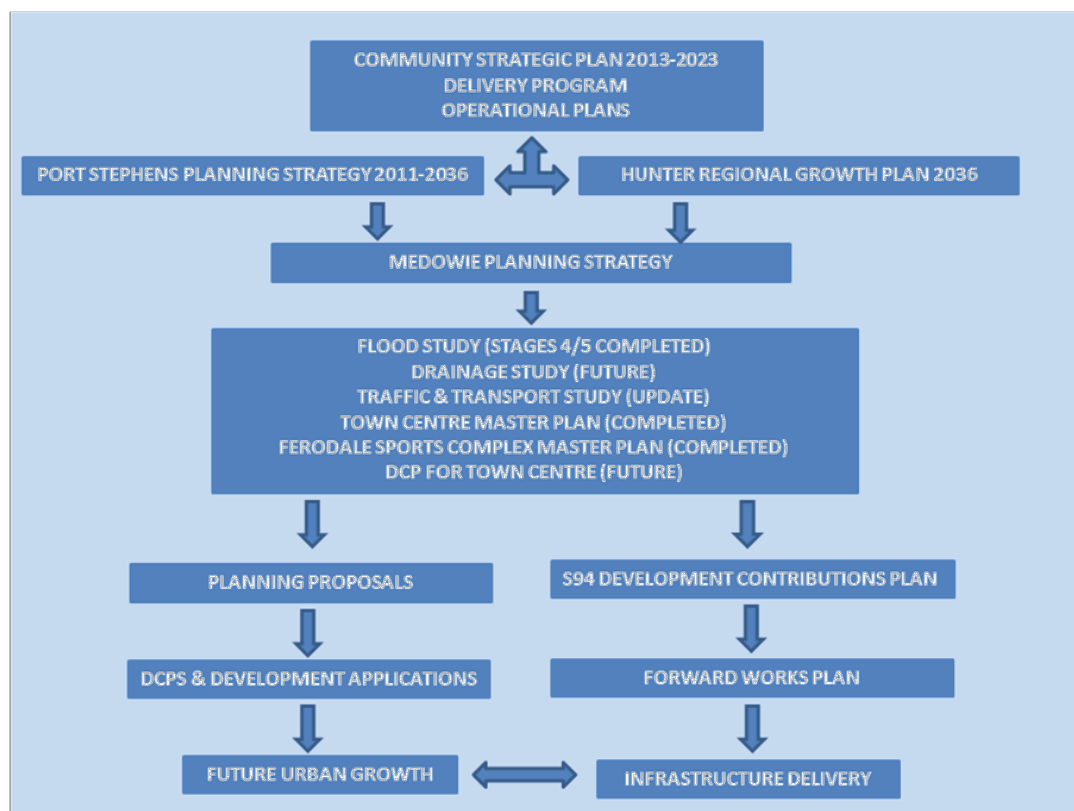 COMMUNITY STRATEGIC PLAN 2013-2023
DELIVERY PROGRAM
OPERATIONAL PLANS
PORT STEPHENS PLANNING STRATEGY 2011-2036
HUNTER REGIONAL GROWTH PLAN 2036
MEDOWIE PLANNING STRATEGY
FLOOD STUDY (STAGES 4/5 COMPLETED)
DRAINAGE STUDY (FUTURE)
TRAFFIC & TRANSPORT STUDY (UPDATE)
TOWN CENTRE MASTER PLAN (COMPLETED)
FERODALE SPORTS COMPLEX MASTER PLAN (COMPLETED)
DCP FOR TOWN CENTRE (FUTURE)
PLANNING PROPOSALS
S94 DEVELOPMENT CONTRIBUTIONS PLAN
DCPS & DEVELOPMENT APPLICATIONS
FORWARD WORKS PLAN
FUTURE URBAN GROWTH
INFRASTRUCTURE DELIVERY